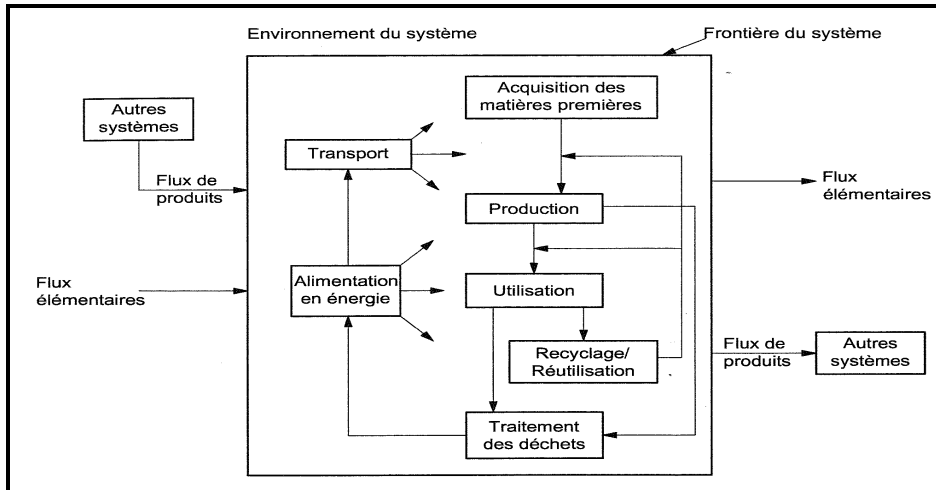 Environnement du système
Frontière du système
Autres
systèmes
Acquisition des
matières premières
Transport
Flux de
produits
Flux
élémentaires
Production
Flux
élémentaires
Alimentation
en énergie
Utilisation
Recyclage/
Réutilisation
Flux de
produits
Autres
systèmes
Traitement
des déchets